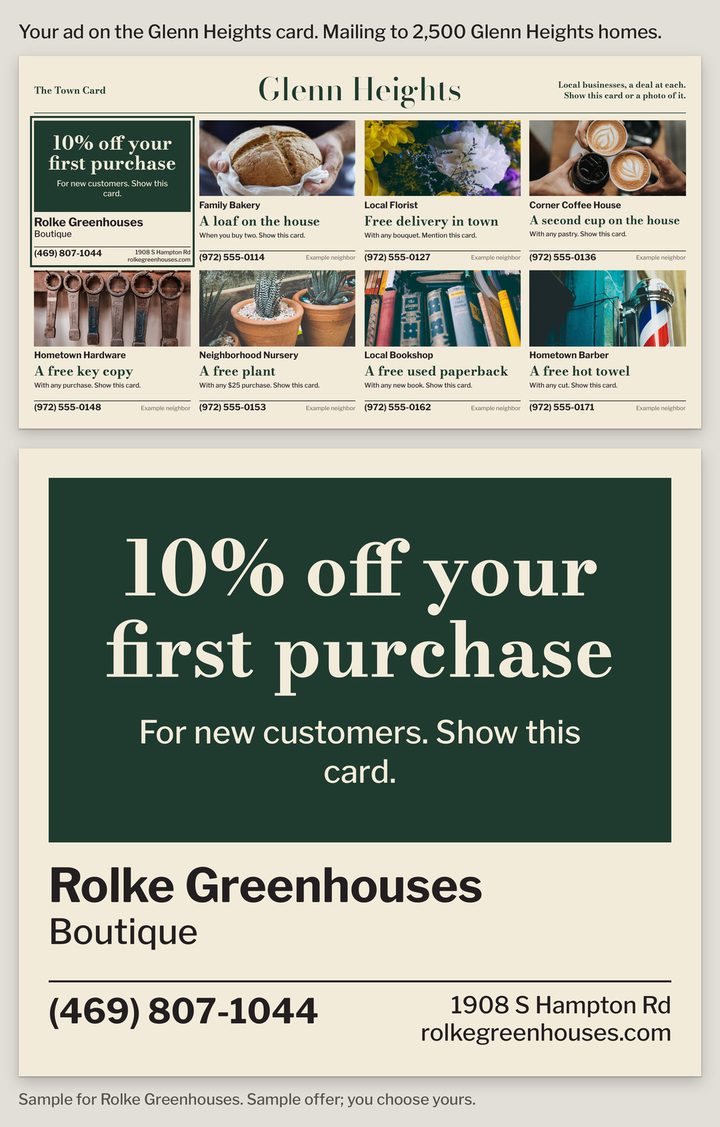 Your ad on the Glenn Heights card. Mailing to 2,500 Glenn Heights homes.
The Town Card
Glenn Heights
Local businesses, a deal at each.
Show this card or a photo of it.
10% off your
first purchase
For new customers. Show this
card.
Rolke Greenhouses
Boutique
(469) 807-1044
1908 S Hampton Rd
rolkegreenhouses.com
Family Bakery
A loaf on the house
When you buy two. Show this card.
(972) 555-0114
Example neighbor
Local Florist
Free delivery in town
With any bouquet. Mention this card.
(972) 555-0127
Example neighbor
Corner Coffee House
A second cup on the house
With any pastry. Show this card.
(972) 555-0136
Example neighbor
Hometown Hardware
A free key copy
With any purchase. Show this card.
(972) 555-0148
Example neighbor
Neighborhood Nursery
A free plant
With any $25 purchase. Show this card.
(972) 555-0153
Example neighbor
Local Bookshop
A free used paperback
With any new book. Show this card.
(972) 555-0162
Example neighbor
Hometown Barber
A free hot towel
With any cut. Show this card.
(972) 555-0171
Example neighbor
10% off your
first purchase
For new customers. Show this
card.
Rolke Greenhouses
Boutique
(469) 807-1044
1908 S Hampton Rd
rolkegreenhouses.com
Sample for Rolke Greenhouses. Sample offer; you choose yours.